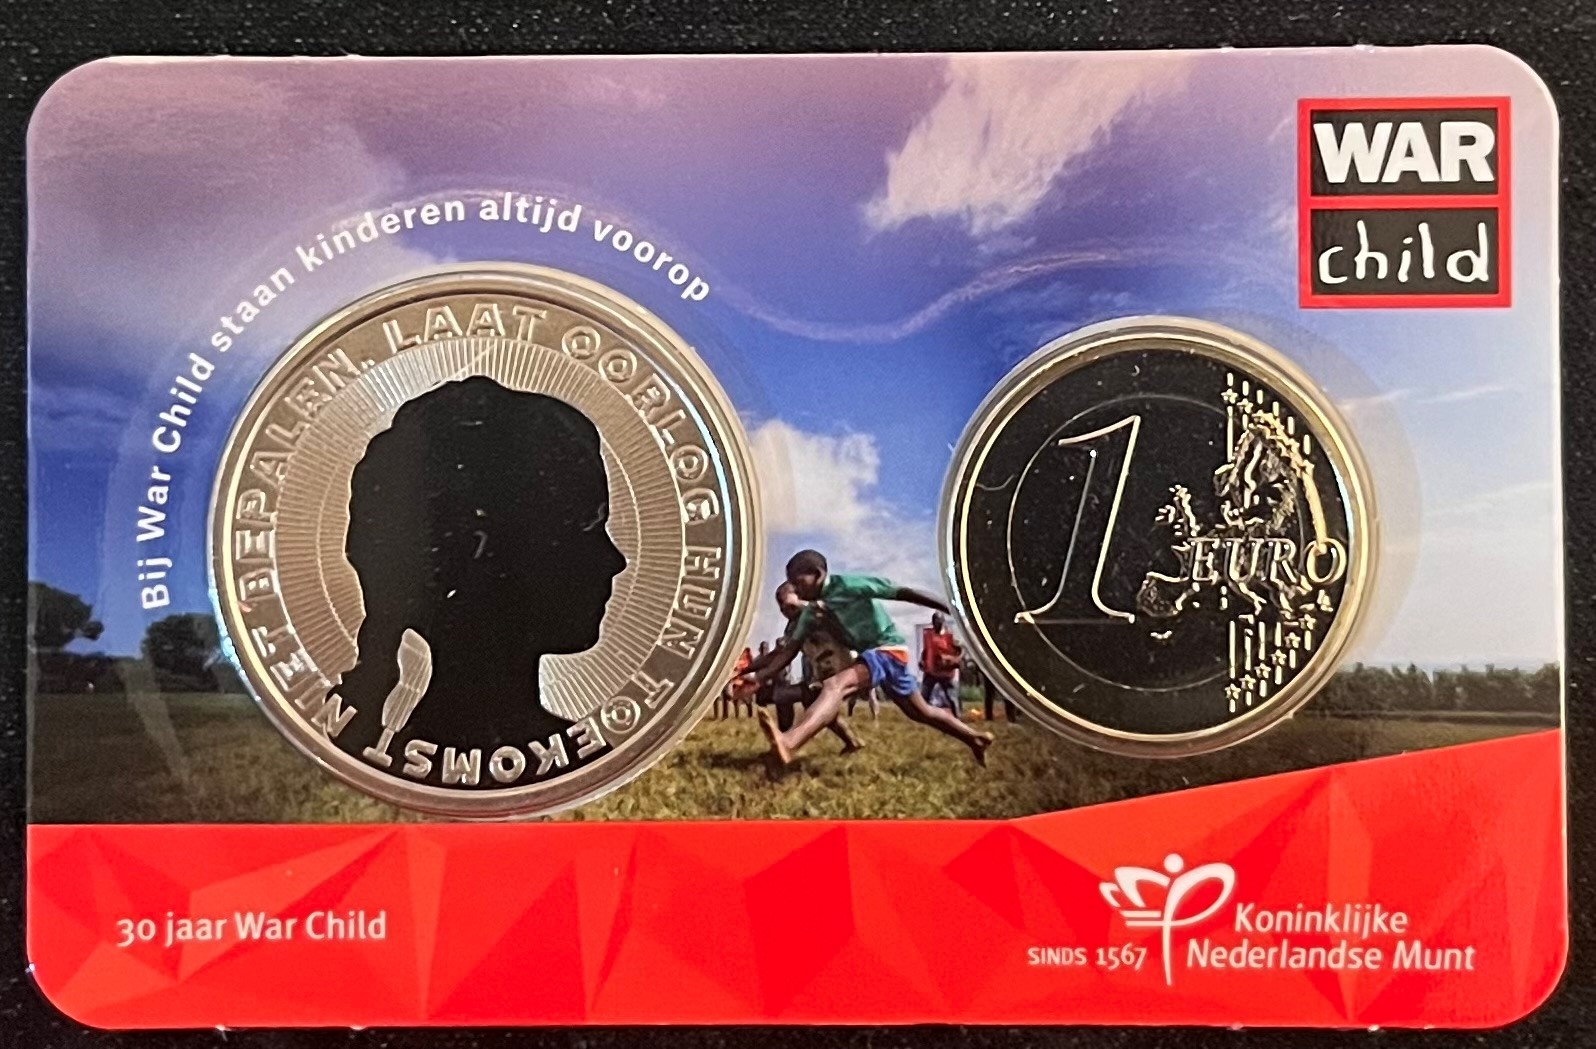 WAR
child
Bij War Child staan kinderen altijd voorop
LAAT OORLOG HUN TOEKOMST NIET BEPALEN.
1
EURO
30 jaar War Child
SINDS 1567
Koninklijke
Nederlandse Munt